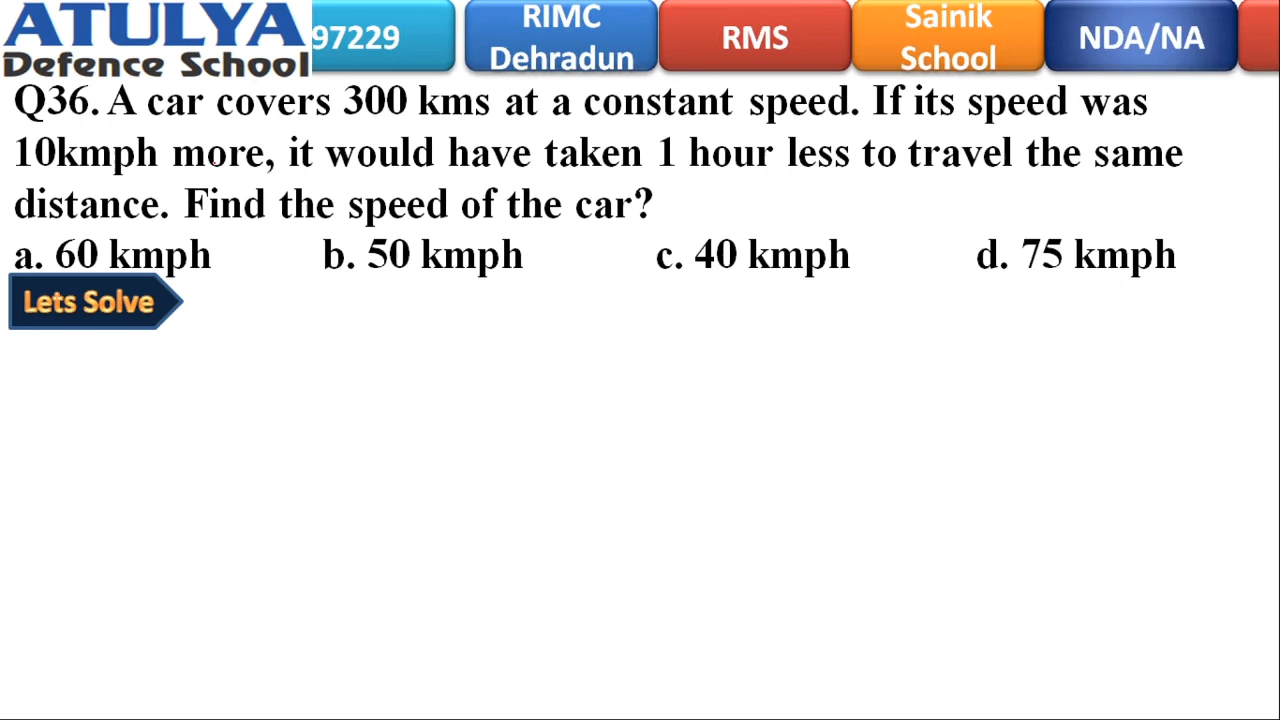 ATULYA
Defence School
97229
RIMC
Dehradun
RMS
Sainik
School
NDA/NA
Q36. A car covers 300 kms at a constant speed. If its speed was
10kmph more, it would have taken 1 hour less to travel the same
distance. Find the speed of the car?
a. 60 kmph b. 50 kmph c. 40 kmph d. 75 kmph
Lets Solve